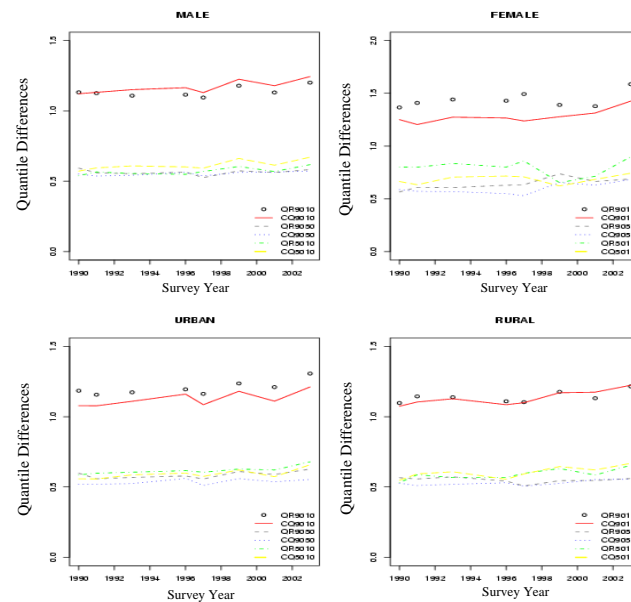 MALE
Quantile Differences
1.5
1.0
0.5
0.0
QR9010
CQ9010
QR9050
CQ9050
QR5010
CQ5010
1990 1992 1994 1996 1998 2000 2002
Survey Year
FEMALE
Quantile Differences
2.0
1.5
1.0
0.5
0.0
QR901
CQ901
QR905
CQ905
QR501
CQ501
1990 1992 1994 1996 1998 2000 2002
Survey Year
URBAN
Quantile Differences
1.5
1.0
0.5
0.0
QR9010
CQ9010
QR9050
CQ9050
QR5010
CQ5010
1990 1992 1994 1996 1998 2000 2002
Survey Year
RURAL
Quantile Differences
1.5
1.0
0.5
0.0
QR901
CQ901
QR905
CQ905
QR501
CQ501
1990 1992 1994 1996 1998 2000 2002
Survey Year